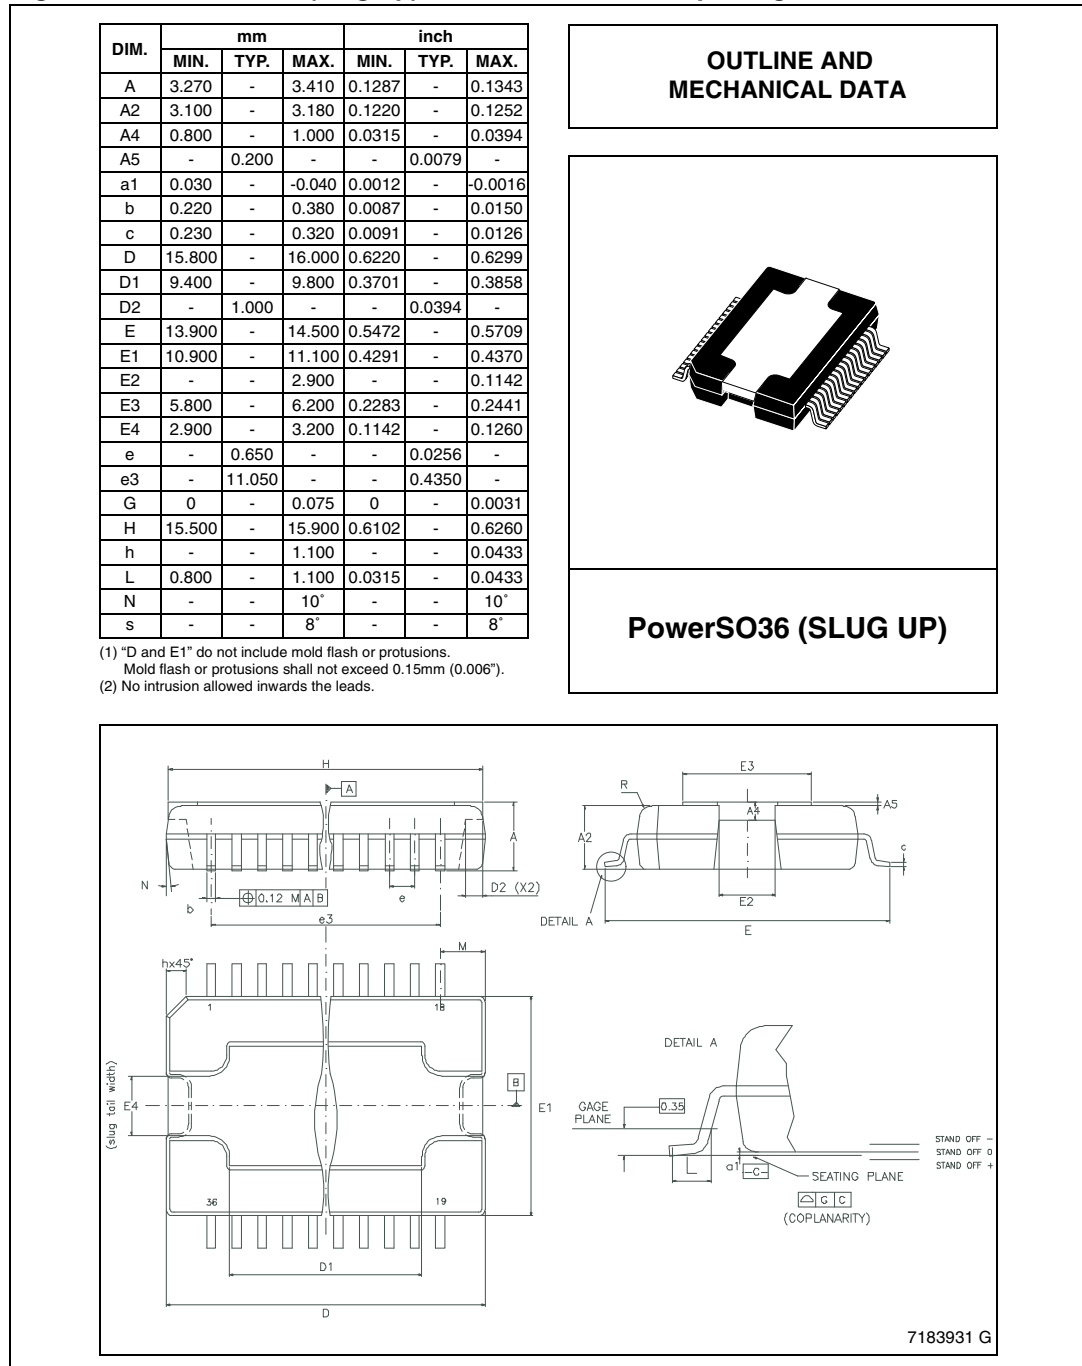 DIM. mm inch
MIN. TYP. MAX. MIN. TYP. MAX.
A 3.270 - 3.410 0.1287 - 0.1343
A2 3.100 - 3.180 0.1220 - 0.1252
A4 0.800 - 1.000 0.0315 - 0.0394
A5 - 0.200 - - 0.0079 -
a1 0.030 - -0.040 0.0012 - -0.0016
b 0.220 - 0.380 0.0087 - 0.0150
c 0.230 - 0.320 0.0091 - 0.0126
D 15.800 - 16.000 0.6220 - 0.6299
D1 9.400 - 9.800 0.3701 - 0.3858
D2 - 1.000 - - 0.0394 -
E 13.900 - 14.500 0.5472 - 0.5709
E1 10.900 - 11.100 0.4291 - 0.4370
E2 - - 2.900 - - 0.1142
E3 5.800 - 6.200 0.2283 - 0.2441
E4 2.900 - 3.200 0.1142 - 0.1260
e - 0.650 - - 0.0256 -
e3 - 11.050 - - 0.4350 -
G 0 - 0.075 0 - 0.0031
H 15.500 - 15.900 0.6102 - 0.6260
h - - 1.100 - - 0.0433
L 0.800 - 1.100 0.0315 - 0.0433
N - - 10˚ - - 10˚
s - - 8˚ - - 8˚
(1) “D and E1” do not include mold flash or protusions.
Mold flash or protusions shall not exceed 0.15mm (0.006”).
(2) No intrusion allowed inwards the leads.
OUTLINE AND
MECHANICAL DATA
PowerSO36 (SLUG UP)
H
A
A
N
b
0.12 M A B
e
D2 (X2)
e3
E3
R
A4
A5
A2
c
E2
DETAIL A
E
M
hx45°
1
18
(slug tail width)
E4
B
E1
36
19
D1
D
DETAIL A
GAGE
PLANE
0.35
L
a1
-C-
SEATING PLANE
G C
(COPLANARITY)
STAND OFF -
STAND OFF 0
STAND OFF +
7183931 G